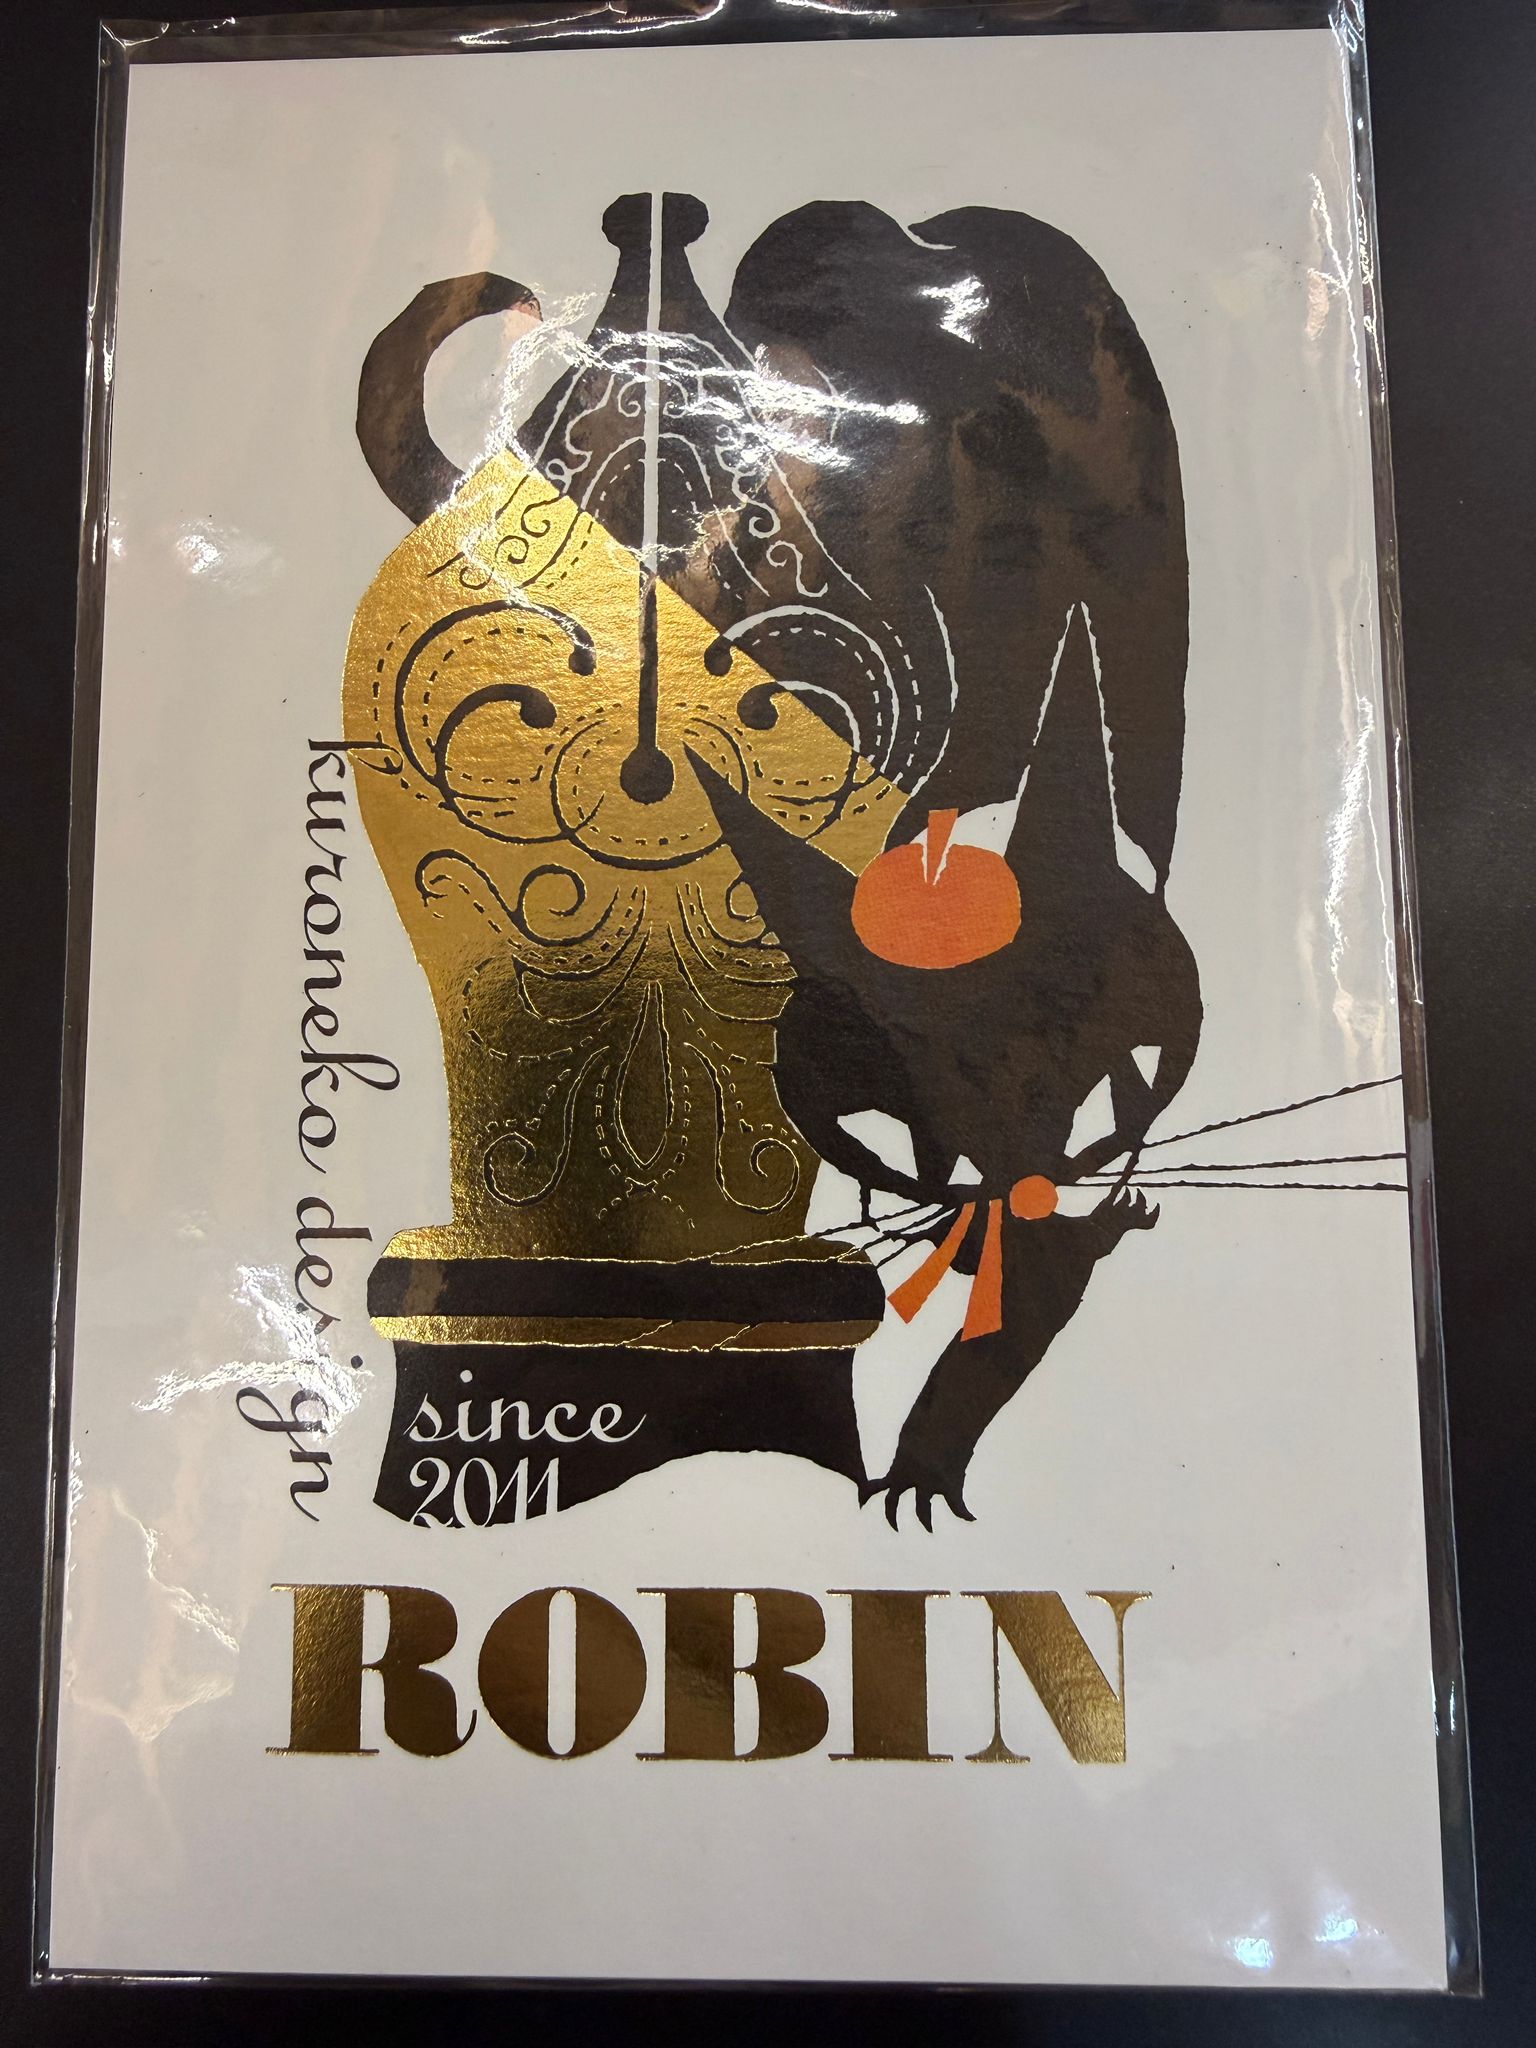 kuroneko design
since
2011
ROBIN